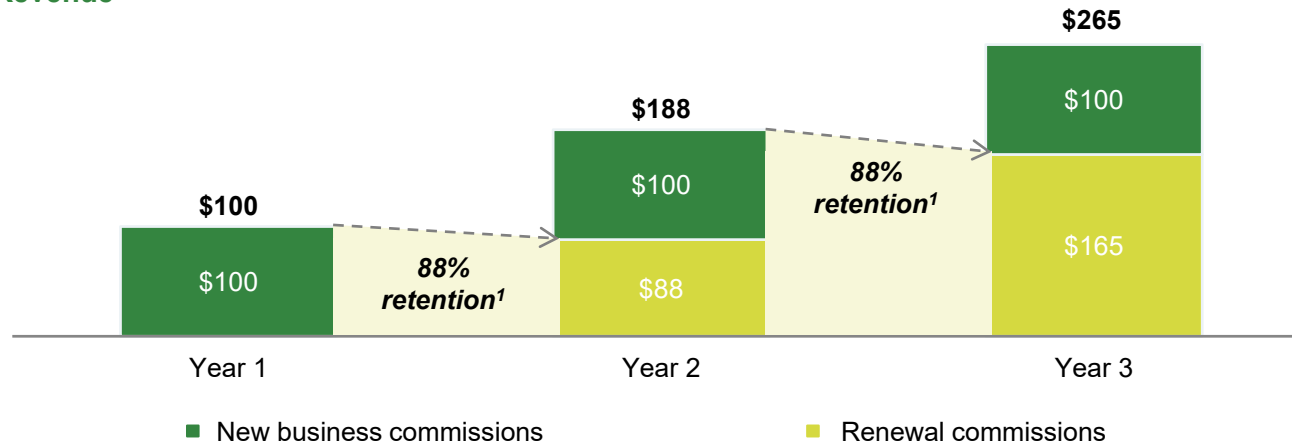 $265
$100
$188
88%
retention¹
$100
$100
88%
retention¹
$165
$100
$88
Year 1
Year 2
Year 3
New business commissions
Renewal commissions